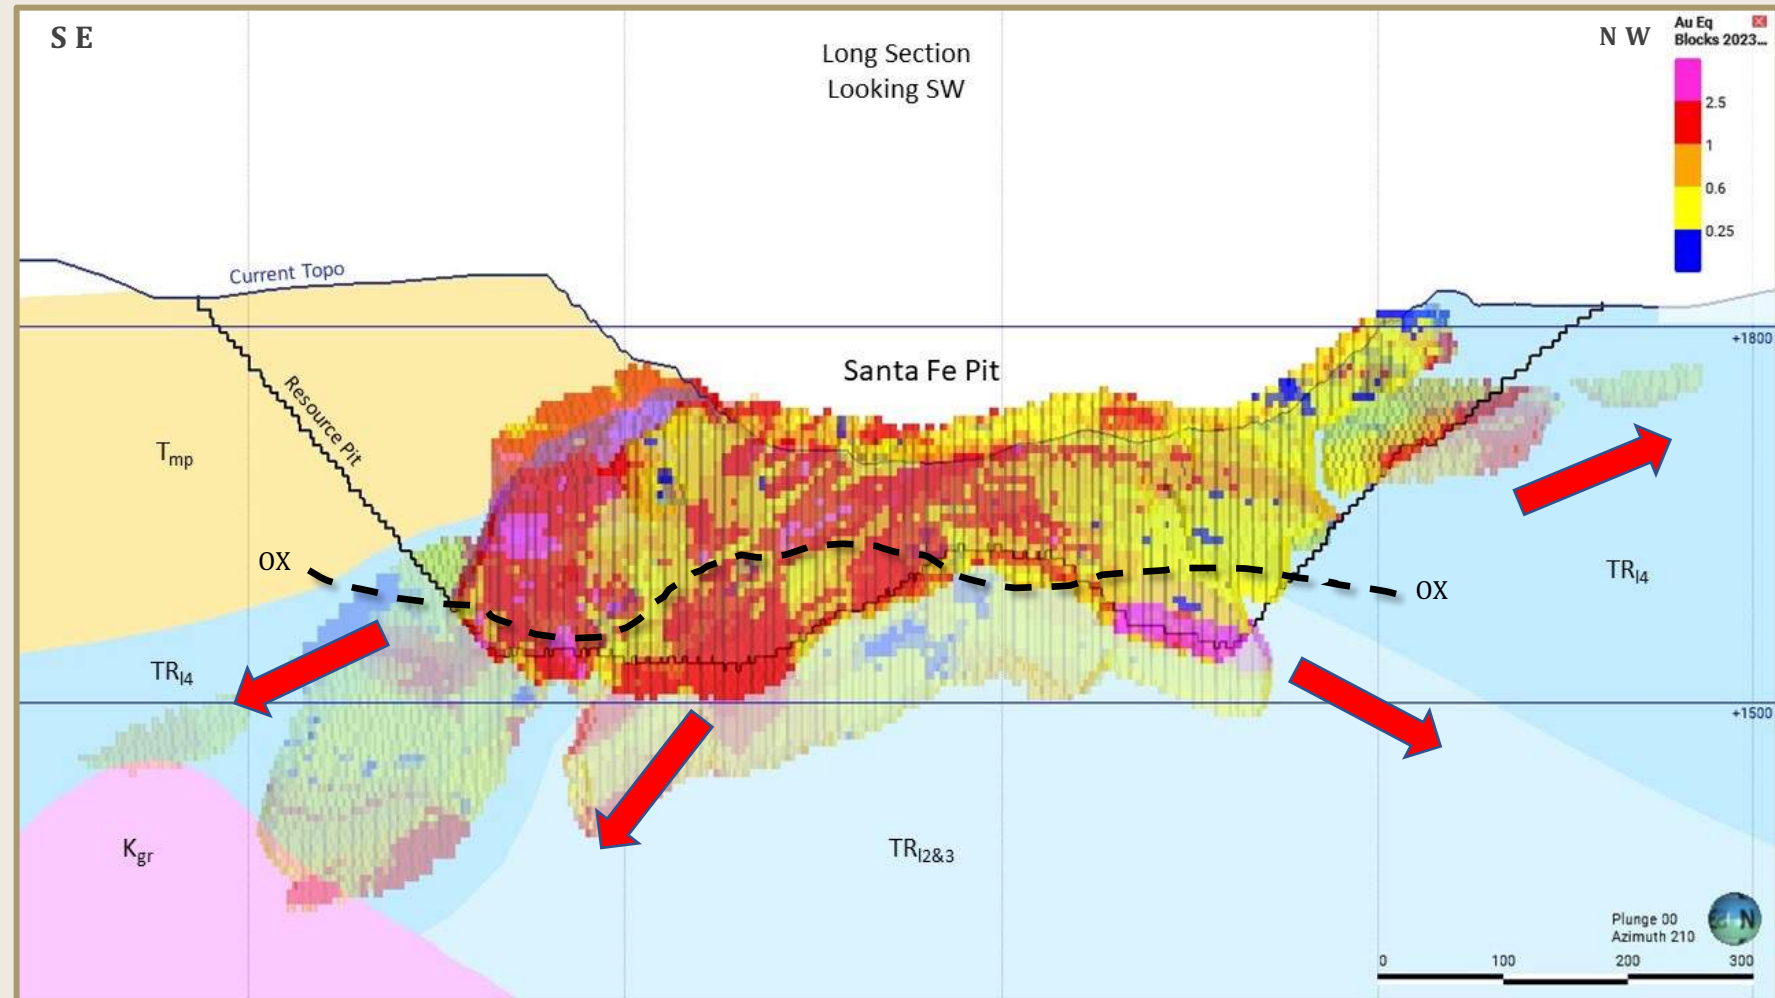 S E
Long Section
Looking SW
N W
Au Eq
Blocks 2023...
2.5
1
0.6
0.25
Current Topo
+1800
Santa Fe Pit
Resource Pit
Tmp
OX
OX
TRl4
TRl4
+1500
Kgr
TRl2&3
Plunge 00
Azimuth 210
N
0 100 200 300